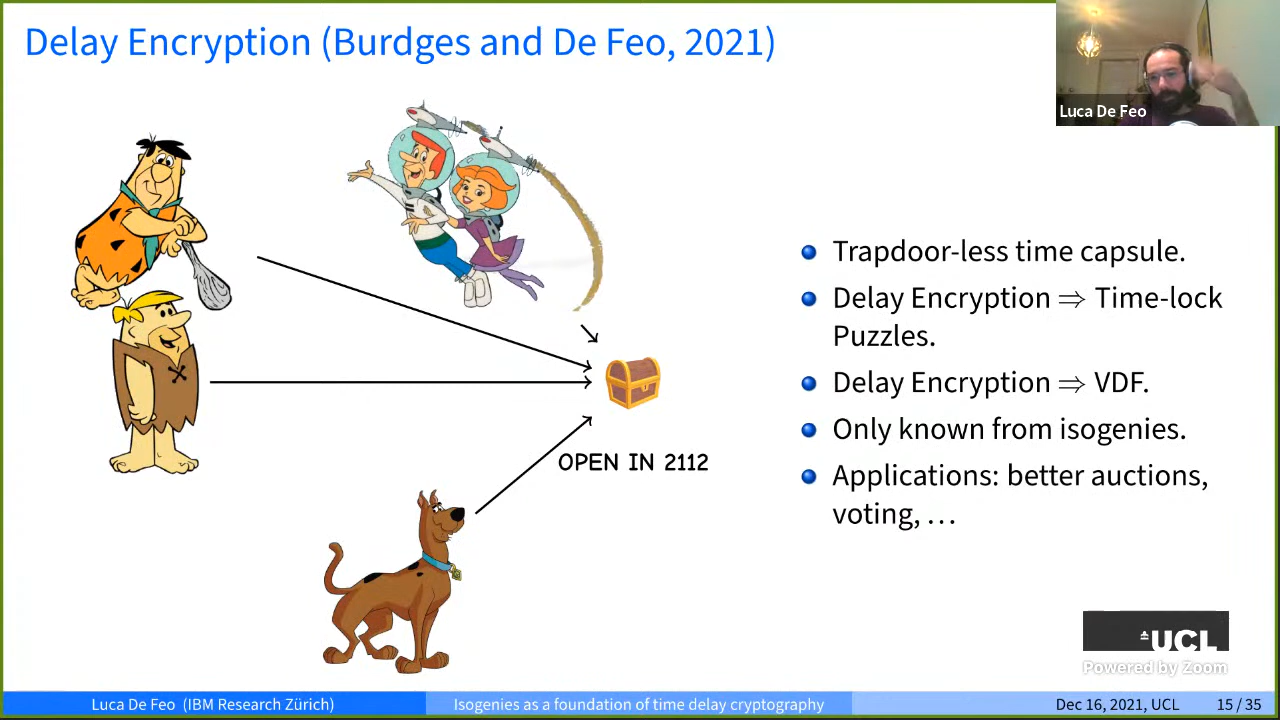 Delay Encryption (Burdges and De Feo, 2021)
Luca De Feo
Trapdoor-less time capsule.
Delay Encryption ⇒ Time-lock
Puzzles.
Delay Encryption ⇒ VDF.
Only known from isogenies.
Applications: better auctions,
voting, …
OPEN IN 2112
UCL
Powered by Zoom
Luca De Feo (IBM Research Zürich)
Isogenies as a foundation of time delay cryptography
Dec 16, 2021, UCL
15 / 35